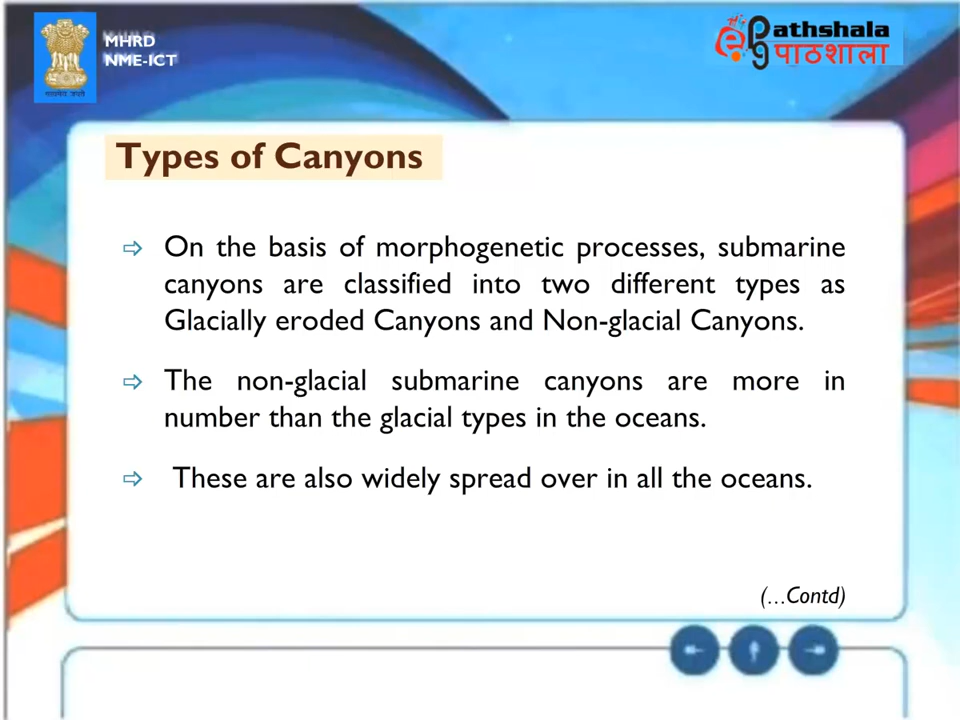 MHRD
NME-ICT
ePathshala
पाठशाला
Types of Canyons
⇨ On the basis of morphogenetic processes, submarine
canyons are classified into two different types as
Glacially eroded Canyons and Non-glacial Canyons.
⇨ The non-glacial submarine canyons are more in
number than the glacial types in the oceans.
⇨ These are also widely spread over in all the oceans.
(...Contd)